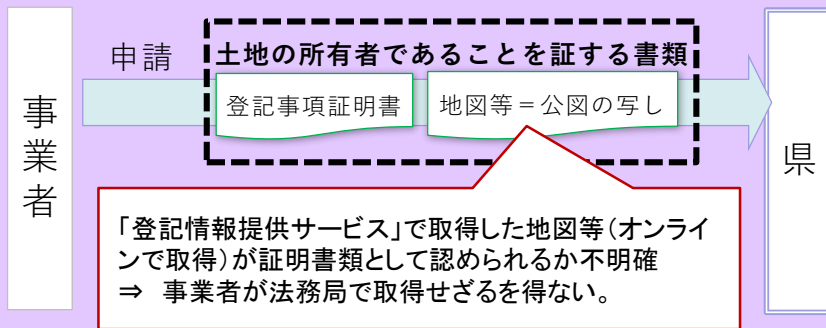 事業者
申請
土地の所有者であることを証する書類
登記事項証明書
地図等＝公図の写し
県
「登記情報提供サービス」で取得した地図等（オンライ
ンで取得）が証明書類として認められるか不明確
⇒　事業者が法務局で取得せざるを得ない。